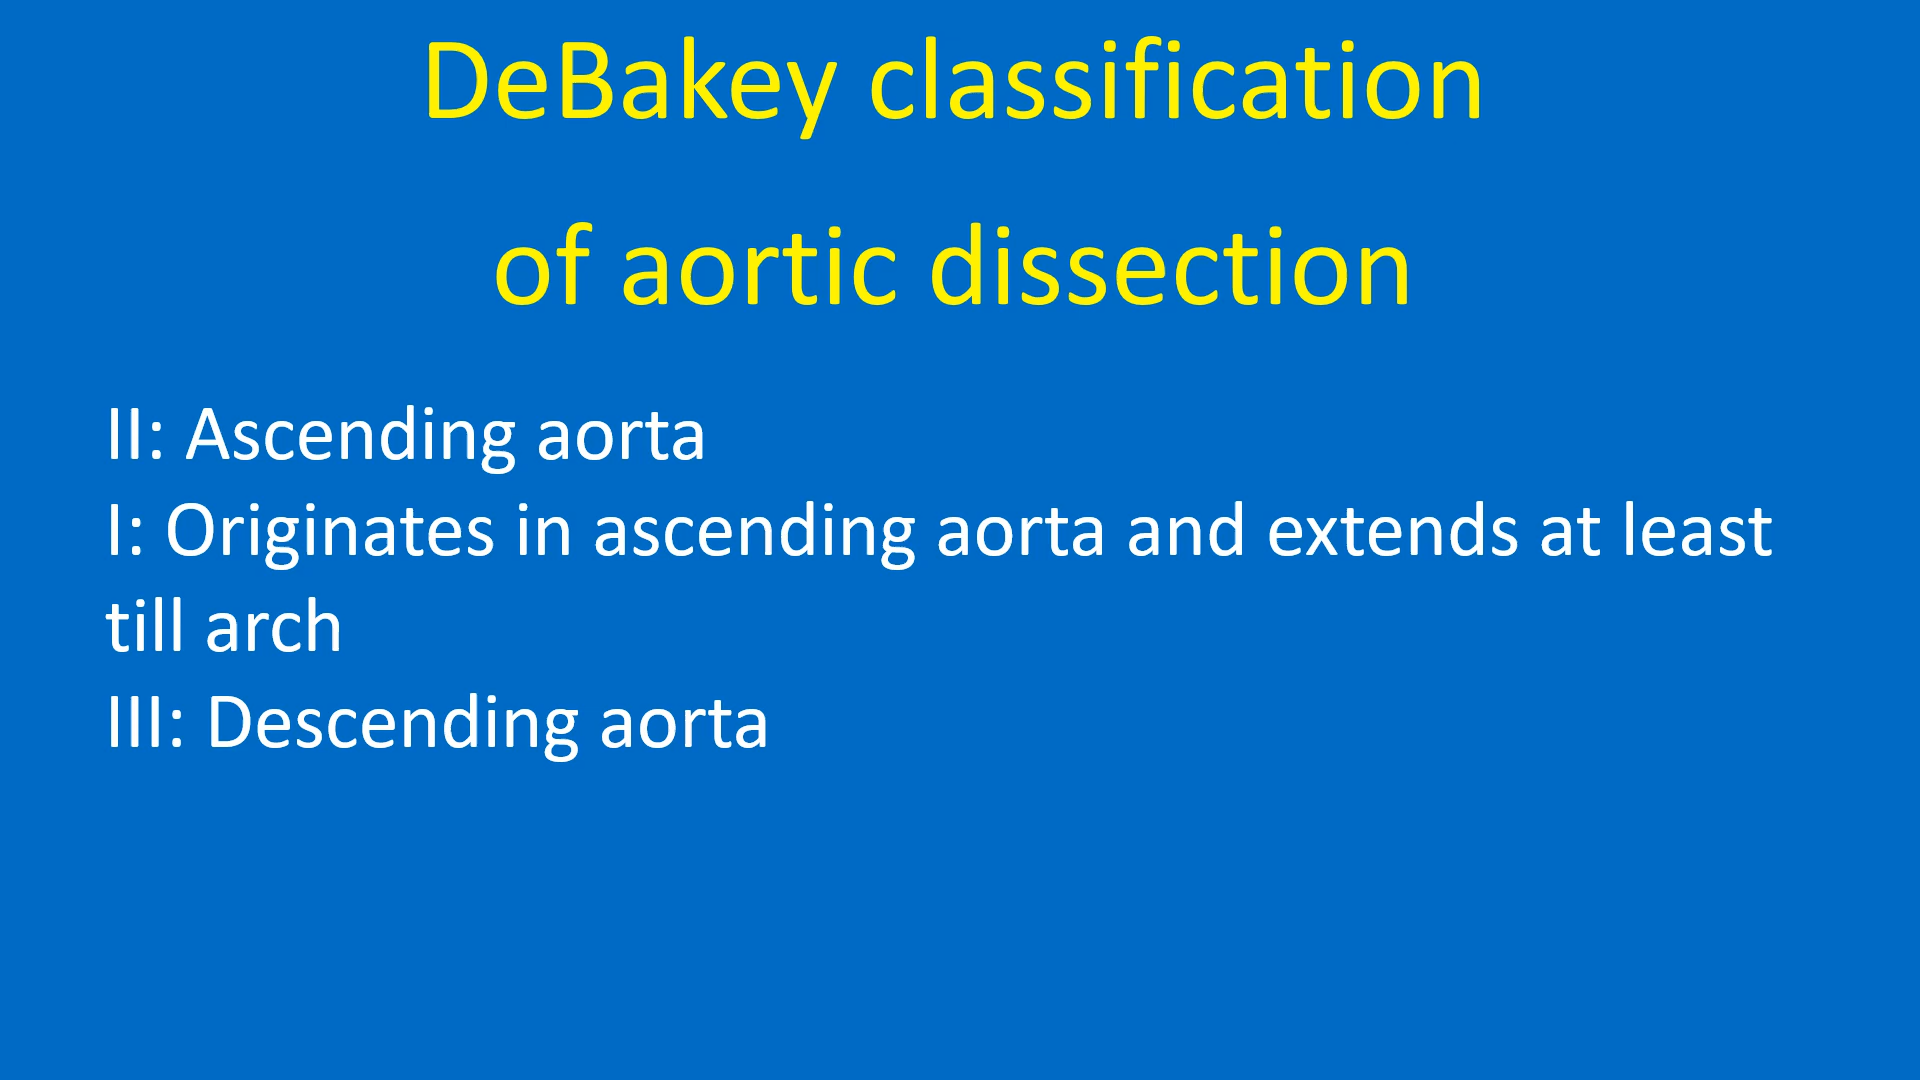 DeBakey classification
of aortic dissection
II: Ascending aorta
I: Originates in ascending aorta and extends at least
till arch
III: Descending aorta